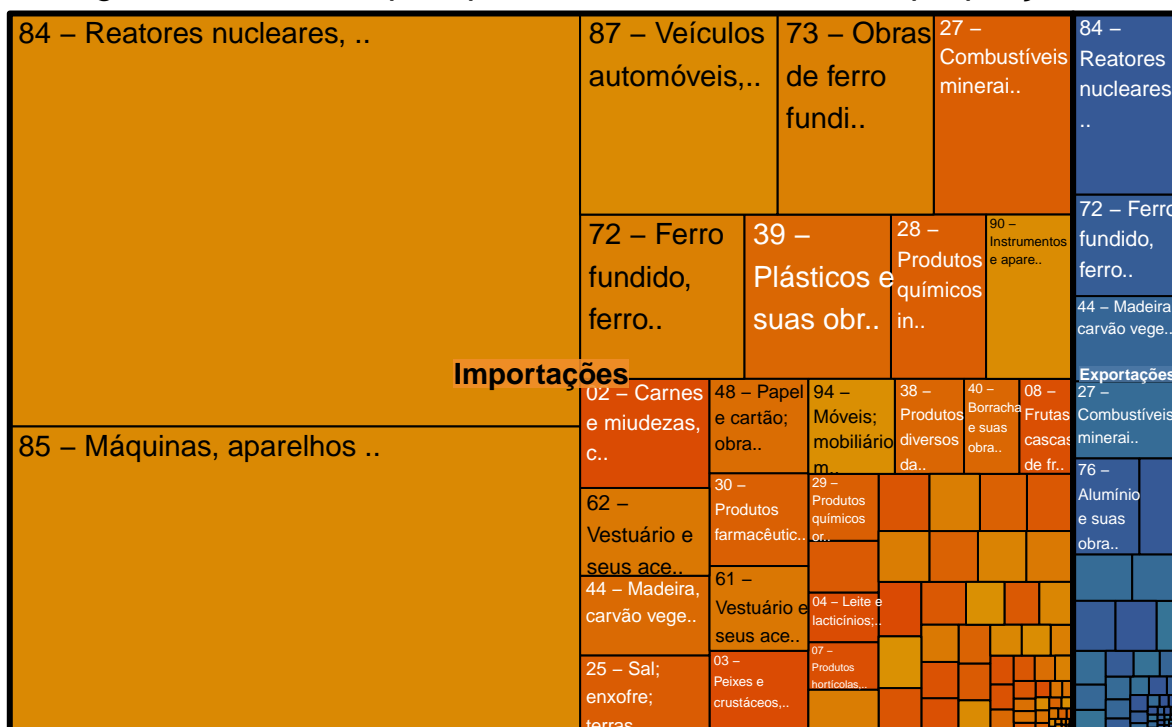 84 – Reatores nucleares, ..
85 – Máquinas, aparelhos ..
Importações
87 – Veículos
automóveis,..
73 – Obras
de ferro
fundi..
27 –
Combustíveis
minerai..
72 – Ferro
fundido,
ferro..
39 –
Plásticos e
suas obr..
28 –
Produtos
químicos
in..
90 –
Instrumentos
e apare..
02 – Carnes
e miudezas,
c..
48 – Papel
e cartão;
obra..
94 –
Móveis;
mobiliário
m..
38 –
Produtos
diversos
da..
40 –
Borracha
e suas
obra..
08 –
Frutas
cascas
de fr..
62 –
Vestuário e
seus ace..
30 –
Produtos
farmacêutic..
29 –
Produtos
químicos
or..
44 – Madeira,
carvão vege..
61 –
Vestuário e
seus ace..
04 – Leite e
lacticínios;..
25 – Sal;
enxofre;
terras
03 –
Peixes e
crustáceos,..
07 –
Produtos
hortícolas,..
84 –
Reatores
nucleares
..
72 – Ferro
fundido,
ferro..
44 – Madeira
carvão vege..
Exportações
27 –
Combustíveis
minerai..
76 –
Alumínio
e suas
obra..